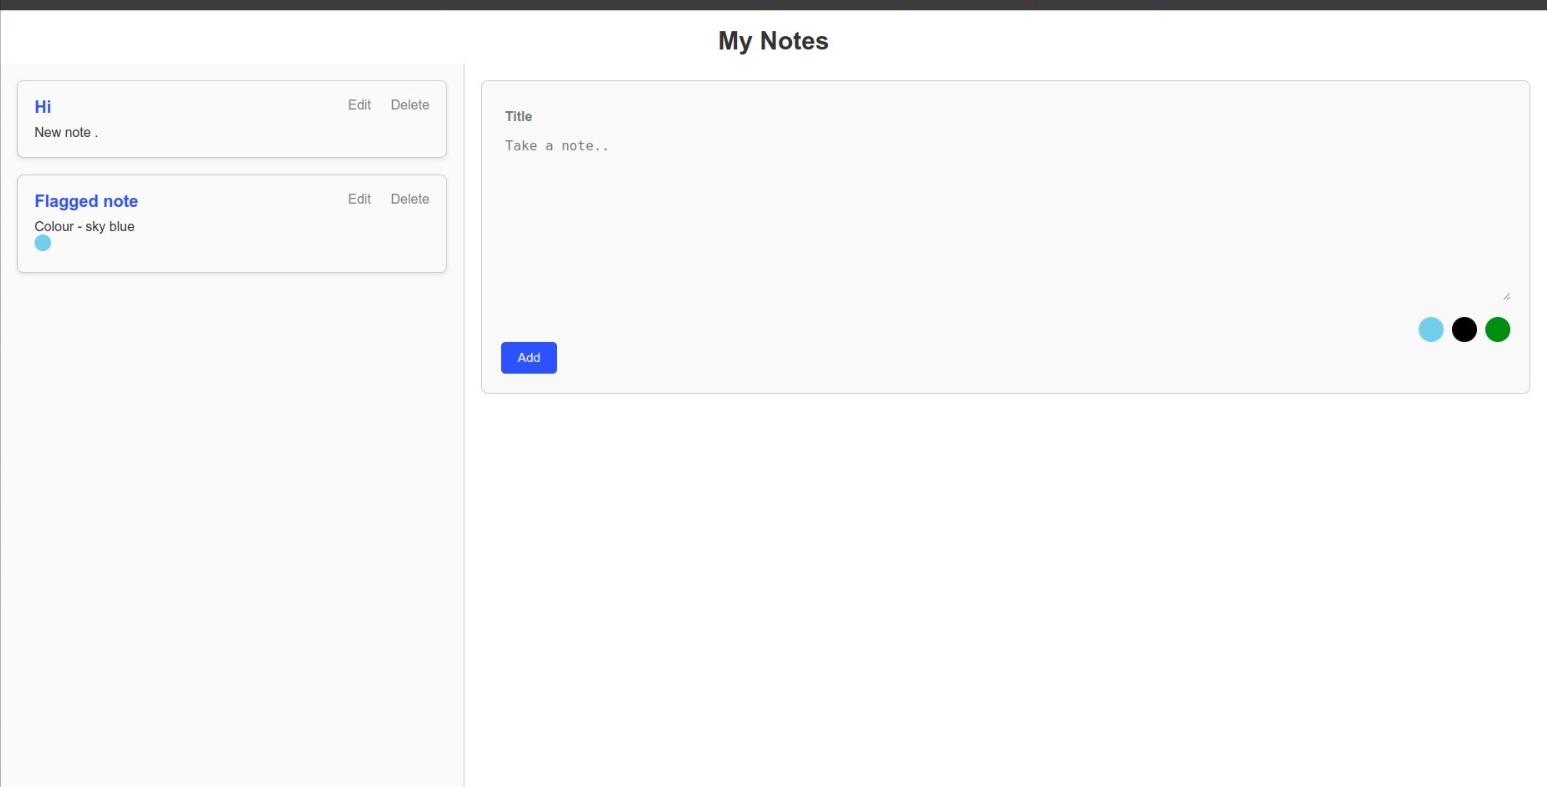 My Notes
Hi
Edit Delete
New note .
Flagged note
Edit Delete
Colour - sky blue
Title
Take a note..
Add